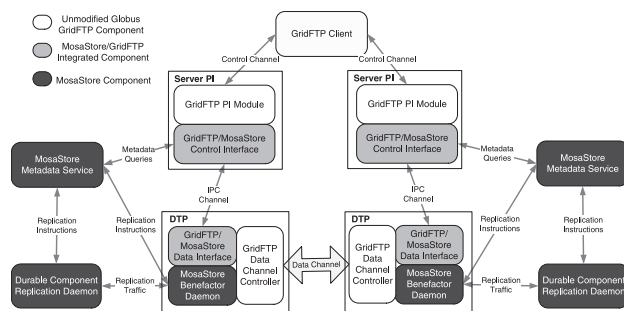 Unmodified Globus
GridFTP Component
MosaStore/GridFTP
Integrated Component
MosaStore Component
GridFTP Client
Control Channel
Control Channel
Server PI
GridFTP PI Module
GridFTP/MosaStore
Control Interface
Server PI
GridFTP PI Module
GridFTP/MosaStore
Control Interface
Metadata
Queries
Metadata
Queries
MosaStore
Metadata Service
MosaStore
Metadata Service
IPC
Channel
IPC
Channel
Replication
Instructions
Replication
Instructions
Replication
Instructions
Replication
Instructions
DTP
GridFTP/
MosaStore
Data Interface
MosaStore
Benefactor
Daemon
GridFTP
Data
Channel
Controller
Data Channel
DTP
GridFTP
Data
Channel
Controller
GridFTP/
MosaStore
Data Interface
MosaStore
Benefactor
Daemon
Durable Component
Replication Daemon
Replication
Traffic
Replication
Traffic
Durable Component
Replication Daemon